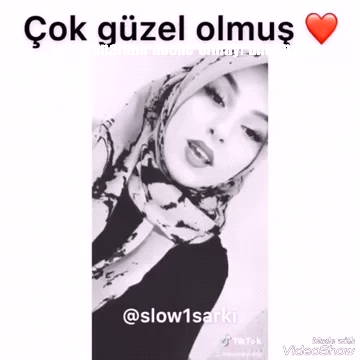 Çok güzel olmuş ❤️
@slow1sarki
TikTok
Made with
VideoShow